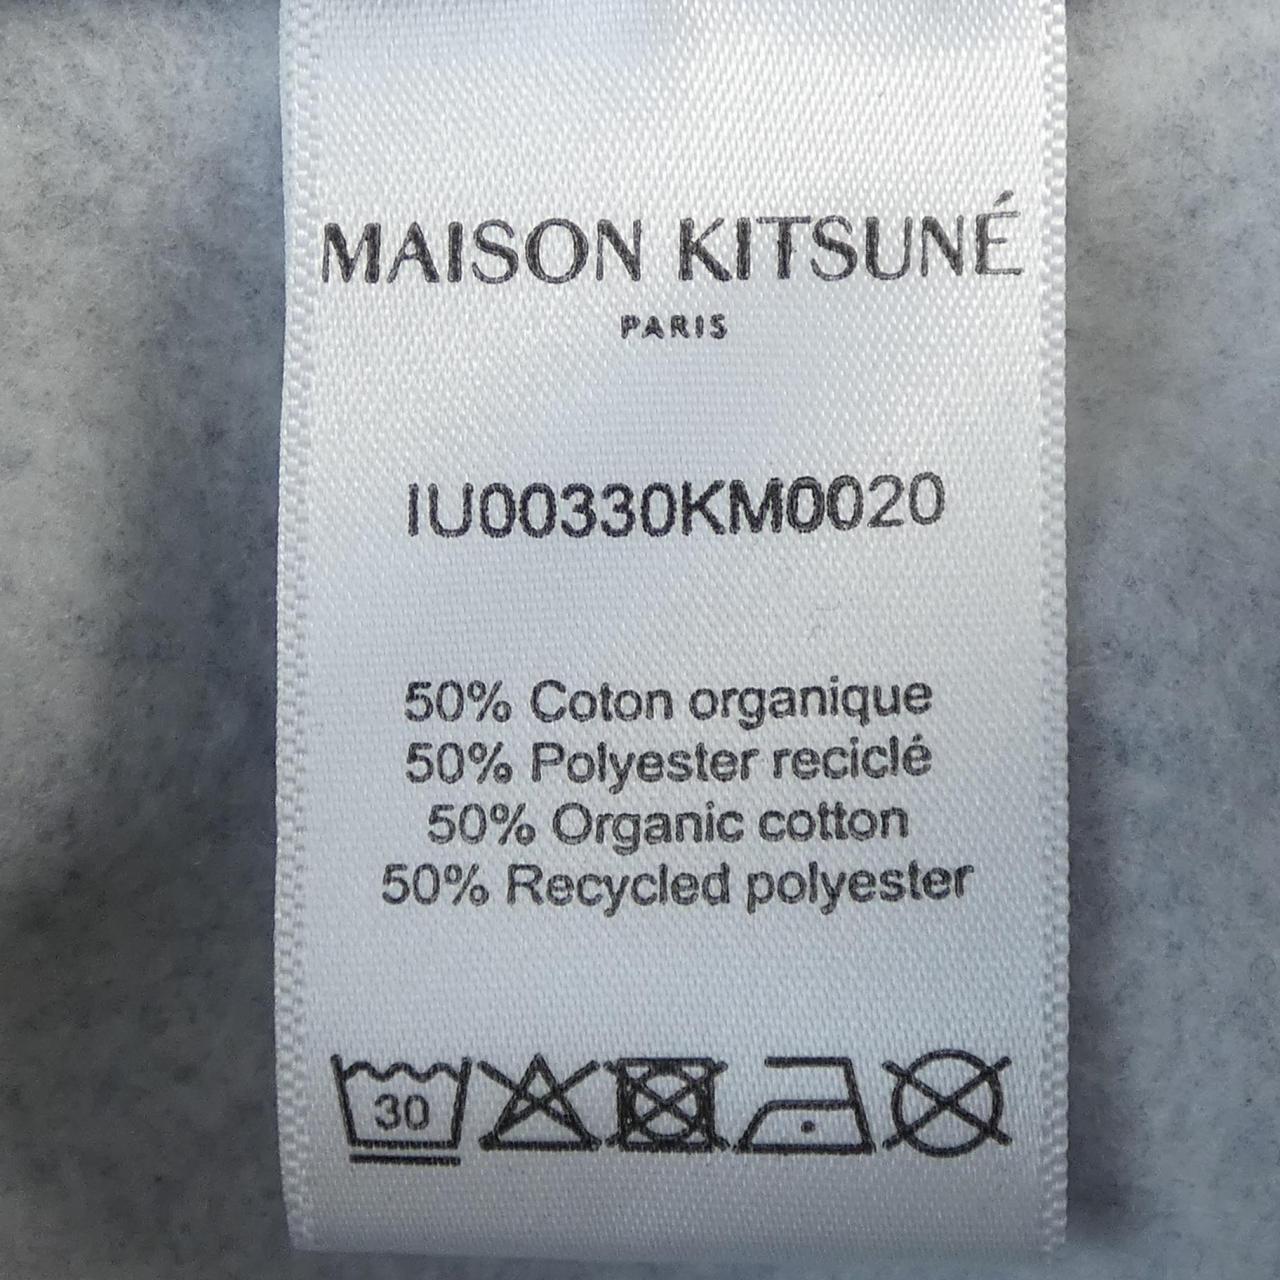 MAISON KITSUNÉ
PARIS
IU00330KM0020
50% Coton organique
50% Polyester reciclé
50% Organic cotton
50% Recycled polyester
30